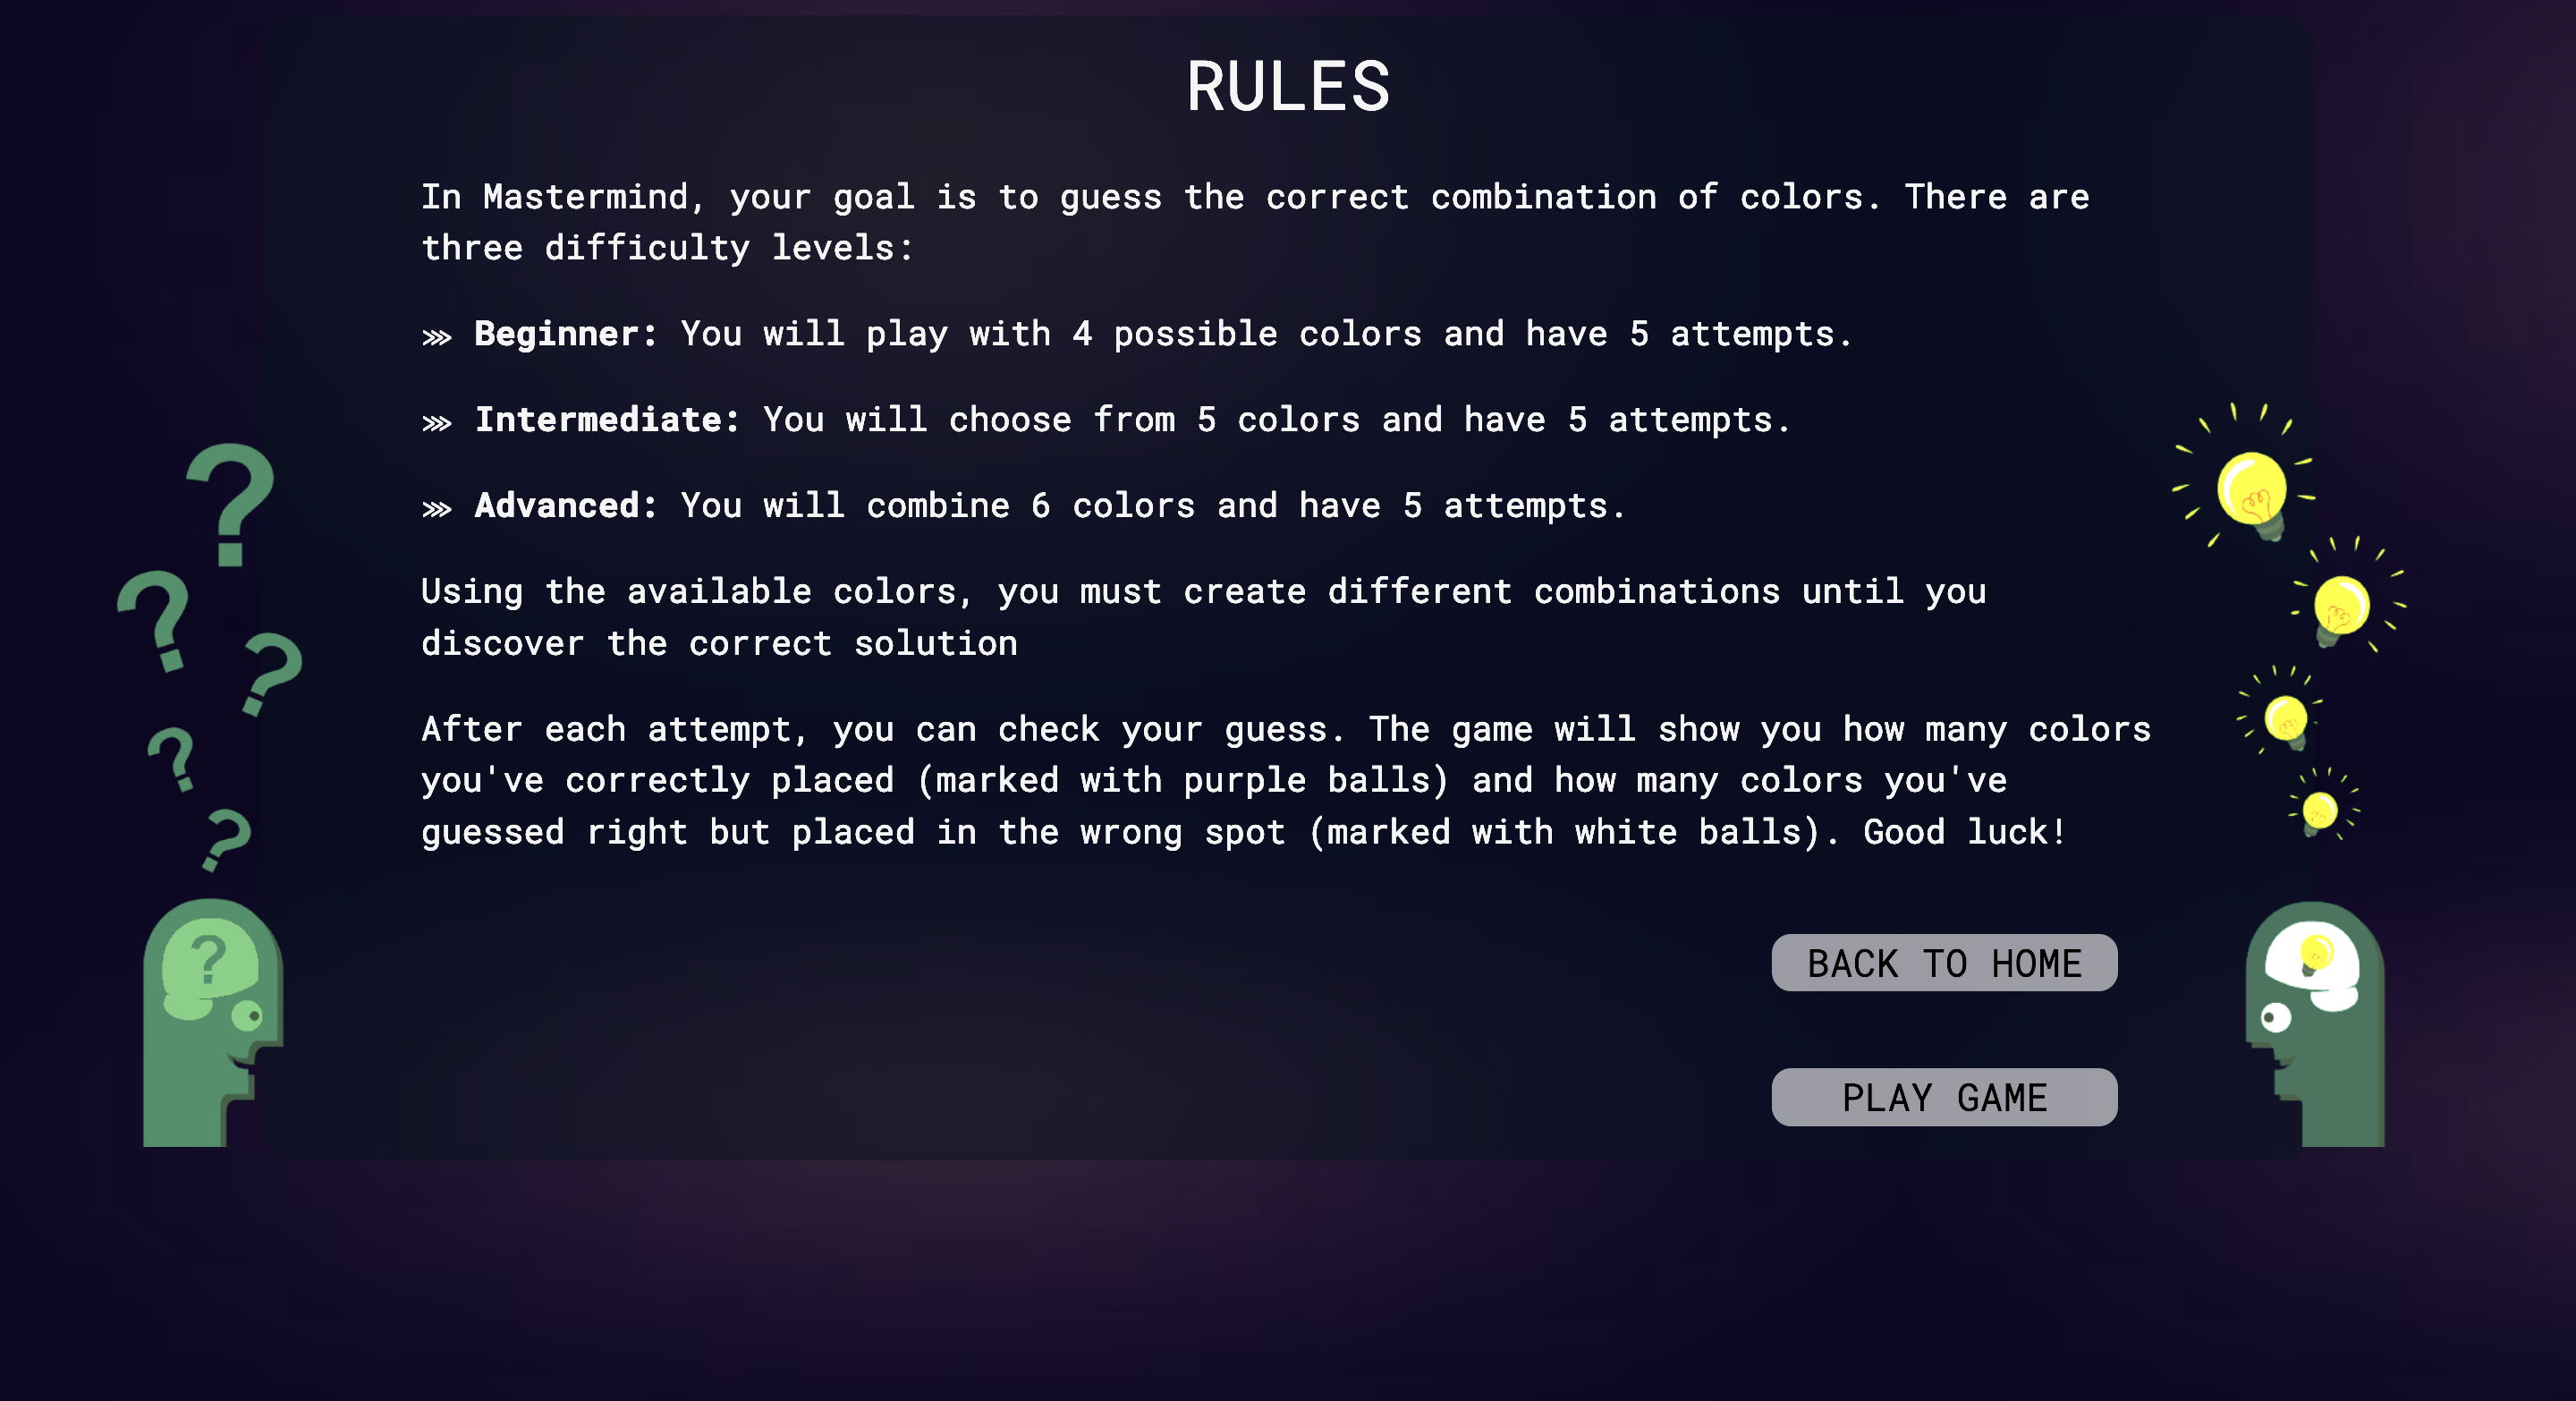 RULES
In Mastermind, your goal is to guess the correct combination of colors. There are
three difficulty levels:
⋙ Beginner: You will play with 4 possible colors and have 5 attempts.
⋙ Intermediate: You will choose from 5 colors and have 5 attempts.
⋙ Advanced: You will combine 6 colors and have 5 attempts.
Using the available colors, you must create different combinations until you
discover the correct solution
After each attempt, you can check your guess. The game will show you how many colors
you've correctly placed (marked with purple balls) and how many colors you've
guessed right but placed in the wrong spot (marked with white balls). Good luck!
?
?
?
?
?
?
BACK TO HOME
PLAY GAME